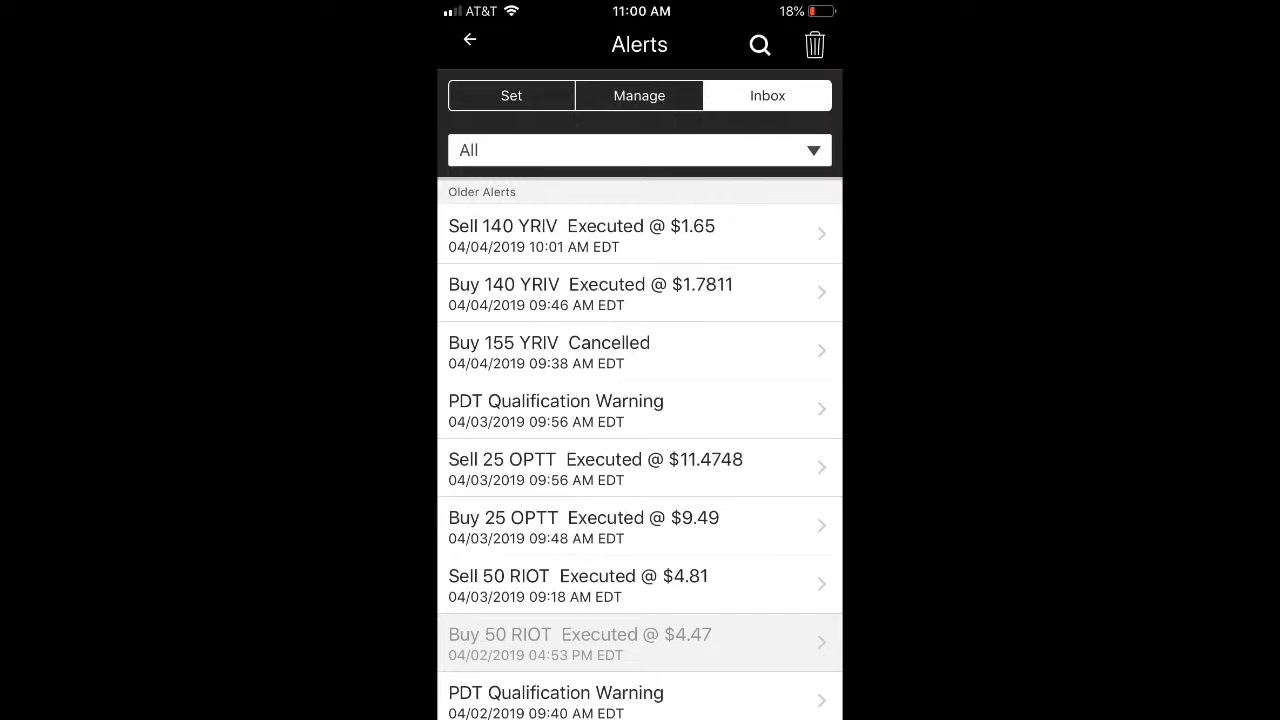 AT&T 11:00 AM 18%
Alerts
Set Manage Inbox
All
Older Alerts
Sell 140 YRIV Executed @ $1.65
04/04/2019 10:01 AM EDT
Buy 140 YRIV Executed @ $1.7811
04/04/2019 09:46 AM EDT
Buy 155 YRIV Cancelled
04/04/2019 09:38 AM EDT
PDT Qualification Warning
04/03/2019 09:56 AM EDT
Sell 25 OPTT Executed @ $11.4748
04/03/2019 09:56 AM EDT
Buy 25 OPTT Executed @ $9.49
04/03/2019 09:48 AM EDT
Sell 50 RIOT Executed @ $4.81
04/03/2019 09:18 AM EDT
Buy 50 RIOT Executed @ $4.47
04/02/2019 04:53 PM EDT
PDT Qualification Warning
04/02/2019 09:40 AM EDT